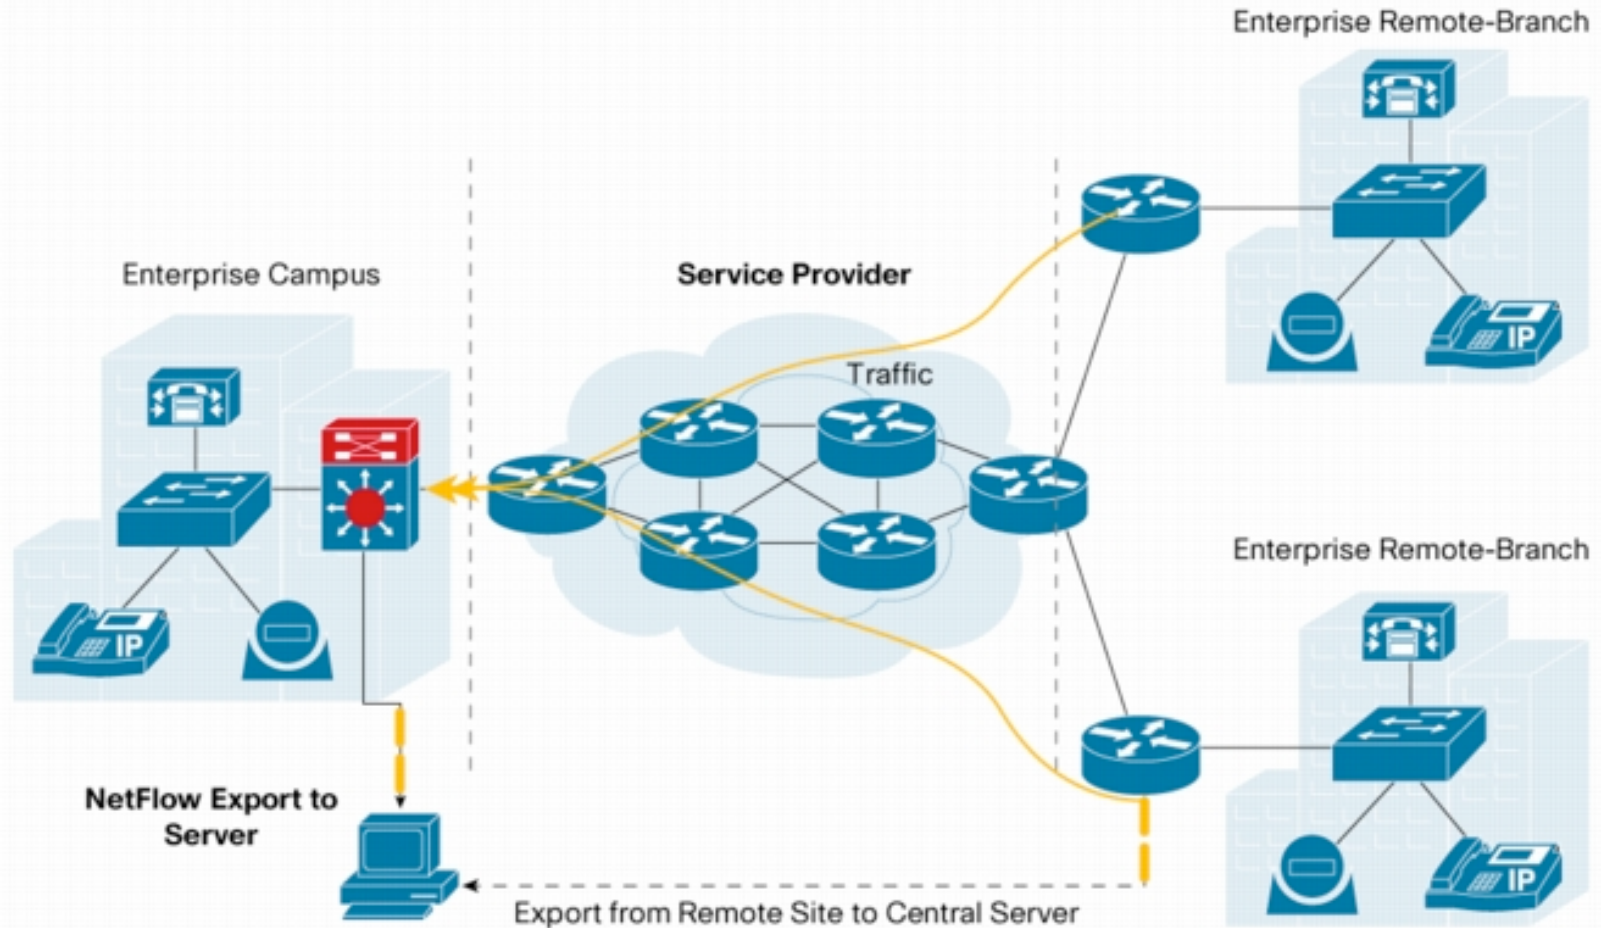 Enterprise Remote-Branch
Enterprise Campus
Service Provider
Traffic
IP
IP
Enterprise Remote-Branch
NetFlow Export to
Server
IP
Export from Remote Site to Central Server